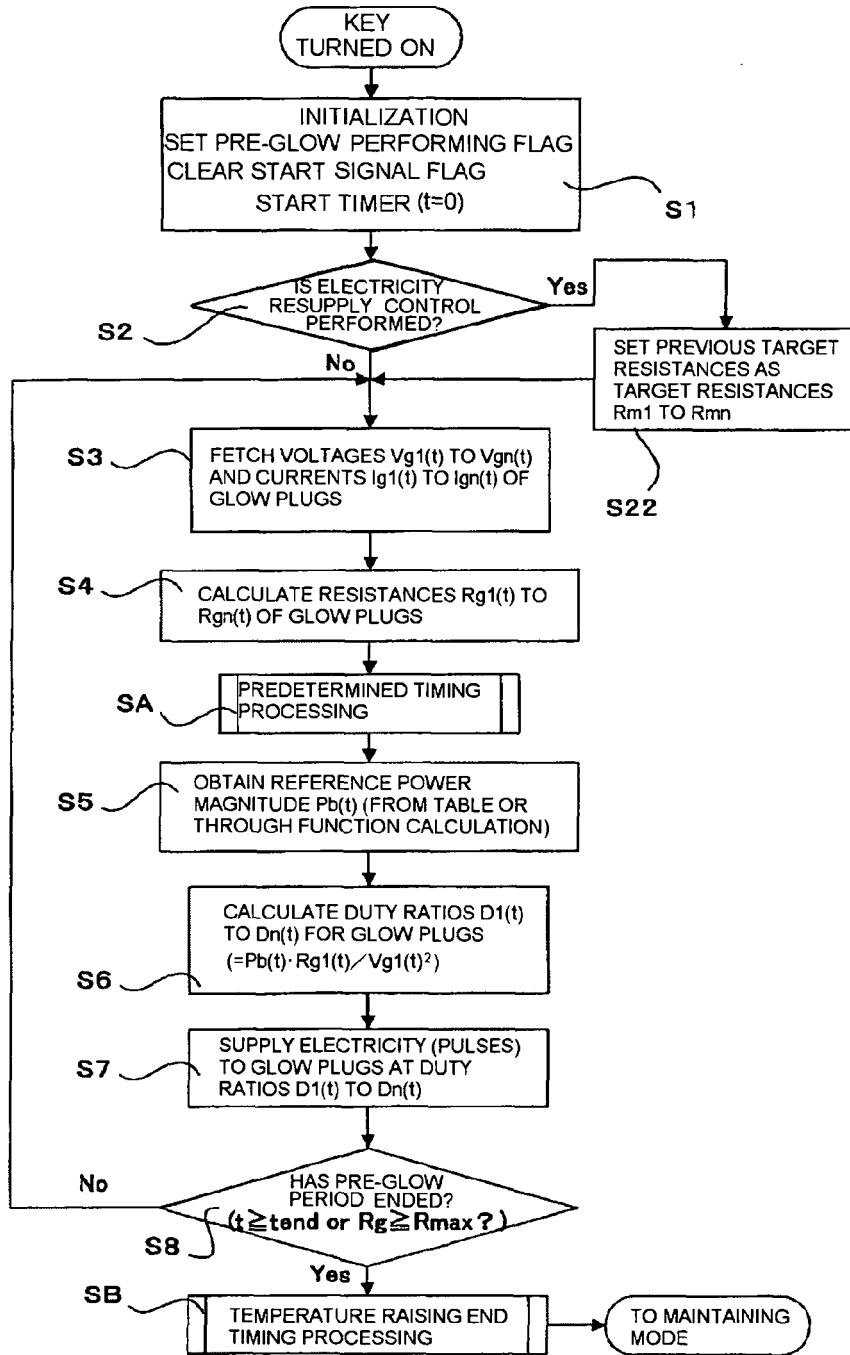 KEY
TURNED ON
INITIALIZATION
SET PRE-GLOW PERFORMING FLAG
CLEAR START SIGNAL FLAG
START TIMER (t=0)
S1
IS ELECTRICITY
RESUPPLY CONTROL
PERFORMED?
S2
Yes
No
SET PREVIOUS TARGET
RESISTANCES AS
TARGET RESISTANCES
Rm1 TO Rmn
S22
S3
FETCH VOLTAGES Vg1(t) TO Vgn(t)
AND CURRENTS Ig1(t) TO Ign(t) OF
GLOW PLUGS
S4
CALCULATE RESISTANCES Rg1(t) TO
Rgn(t) OF GLOW PLUGS
SA
PREDETERMINED TIMING
PROCESSING
S5
OBTAIN REFERENCE POWER
MAGNITUDE Pb(t) (FROM TABLE OR
THROUGH FUNCTION CALCULATION)
CALCULATE DUTY RATIOS D1(t)
TO Dn(t) FOR GLOW PLUGS
(=Pb(t)·Rg1(t)/Vg1(t)²)
S6
S7
SUPPLY ELECTRICITY (PULSES)
TO GLOW PLUGS AT DUTY
RATIOS D1(t) TO Dn(t)
No
HAS PRE-GLOW
PERIOD ENDED?
(t≧tend or Rg≧Rmax?)
S8
Yes
SB
TEMPERATURE RAISING END
TIMING PROCESSING
TO MAINTAINING
MODE